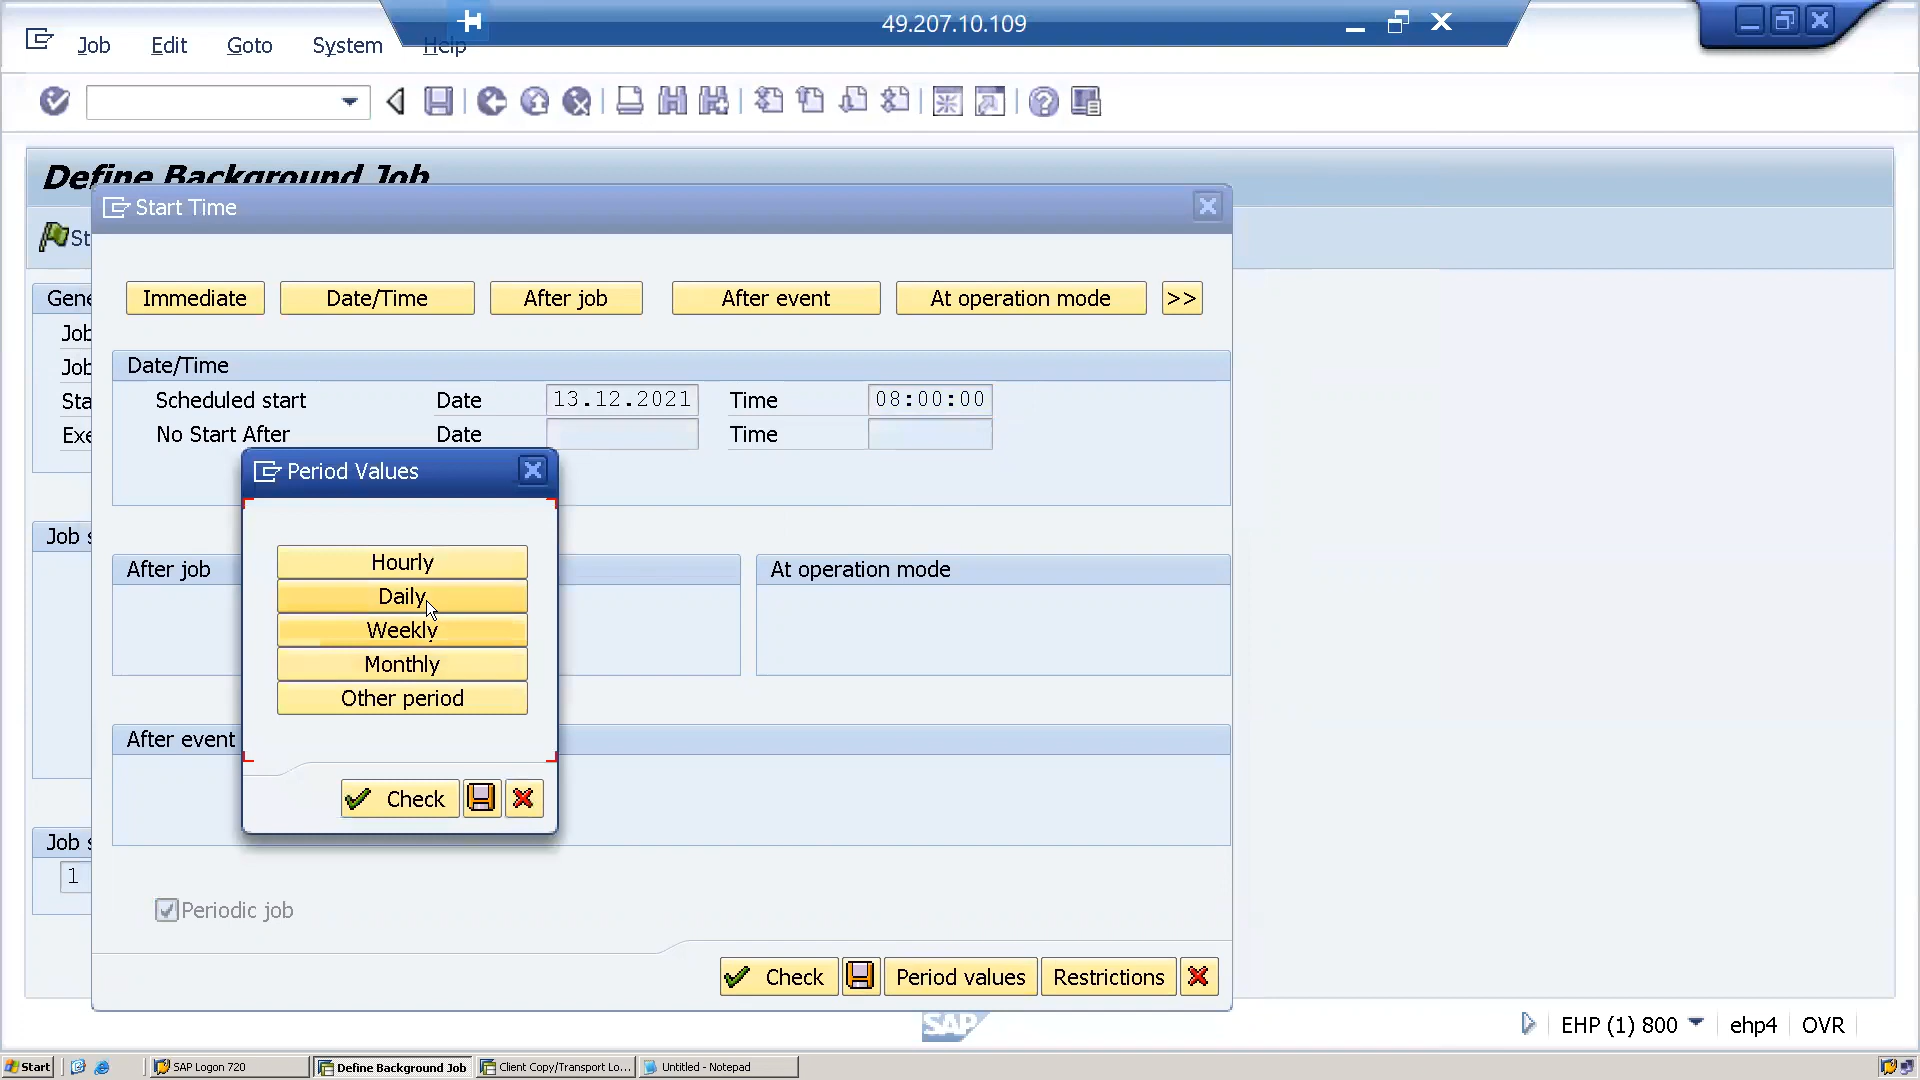 49.207.10.109
Job Edit Goto System Help
Define Background Job
Start Time
St
Immediate Date/Time After job After event At operation mode >>
Gene
Job
Job
Sta
Exe
Date/Time
Scheduled start Date 13.12.2021 Time 08:00:00
No Start After Date Time
Period Values
Hourly
Daily
Weekly
Monthly
Other period
Check
Job s
After job
At operation mode
After event
Job s
1
Periodic job
Check Period values Restrictions
SAP
EHP (1) 800 ehp4 OVR
Start SAP Logon 720 Define Background Job Client Copy/Transport Lo... Untitled - Notepad